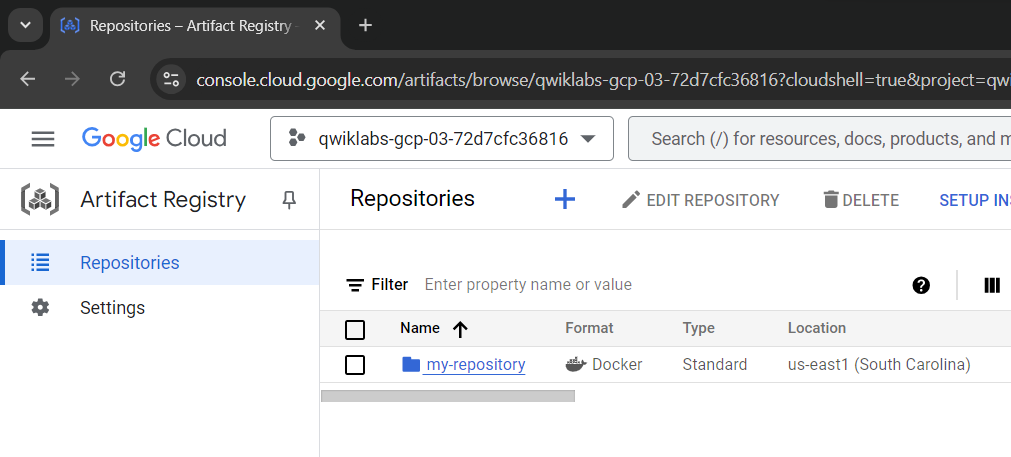 Repositories – Artifact Registry -
console.cloud.google.com/artifacts/browse/qwiklabs-gcp-03-72d7cfc36816?cloudshell=true&project=qwi
Google Cloud
qwiklabs-gcp-03-72d7cfc36816
Search (/) for resources, docs, products, and m
Artifact Registry
Repositories
EDIT REPOSITORY
DELETE
SETUP INS
Repositories
Settings
Filter
Enter property name or value
Name Format Type Location
my-repository Docker Standard us-east1 (South Carolina)